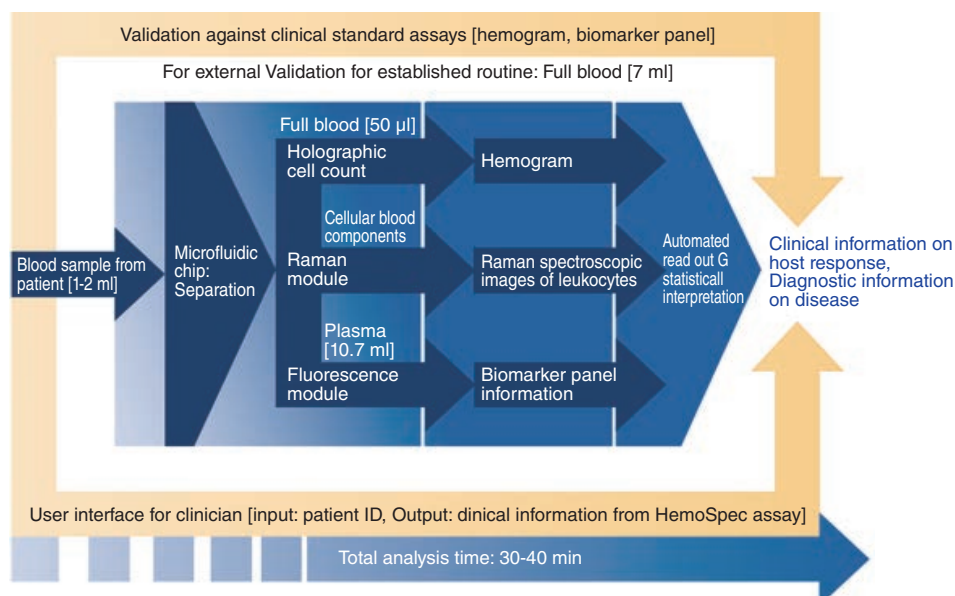 Validation against clinical standard assays [hemogram, biomarker panel]
For external Validation for established routine: Full blood [7 ml]
Blood sample from
patient [1-2 ml]
Microfluidic
chip:
Separation
Full blood [50 µl]
Holographic
cell count
Hemogram
Cellular blood
components
Raman
module
Raman spectroscopic
images of leukocytes
Plasma
[10.7 ml]
Fluorescence
module
Biomarker panel
information
Automated
read out G
statisticall
interpretation
Clinical information on
host response,
Diagnostic information
on disease
User interface for clinician [input: patient ID, Output: dinical information from HemoSpec assay]
Total analysis time: 30-40 min